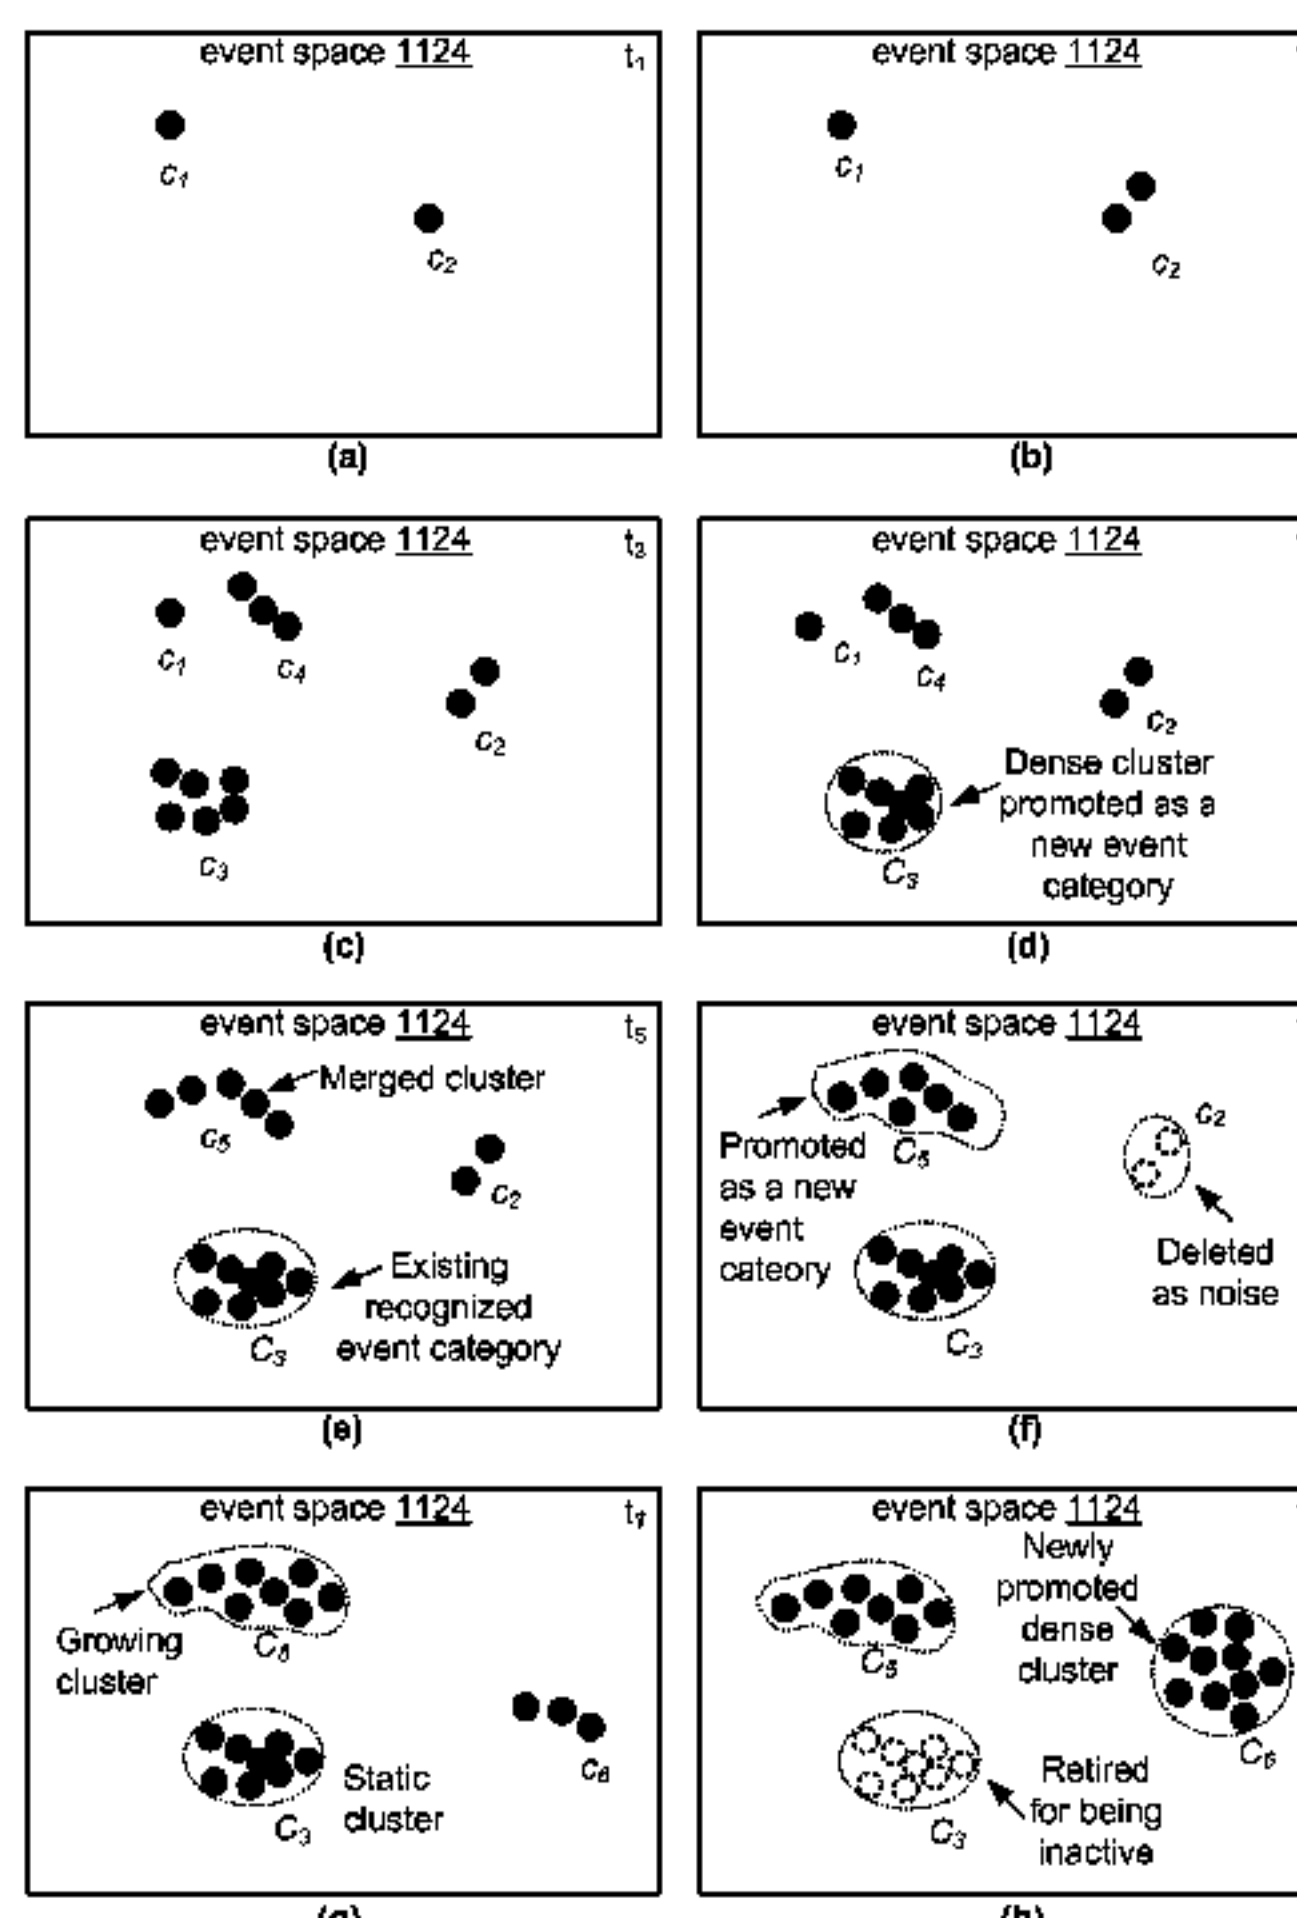 event space 1124 t₁
c₁
c₂
(a)
event space 1124
c₁
c₂
(b)
event space 1124 t₃
c₁
c₄
c₂
c₃
(c)
event space 1124
c₁
c₄
c₂
Dense cluster
promoted as a
new event
category
C₃
(d)
event space 1124 t₅
Merged cluster
c₅
c₂
Existing
recognized
event category
C₃
(e)
event space 1124
c₂
Promoted
as a new
event
cateory
C₅
Deleted
as noise
C₃
(f)
event space 1124 t₇
Growing
cluster
C₅
c₆
Static
cluster
C₃
event space 1124
Newly
promoted
dense
cluster
C₅
C₆
Retired
for being
inactive
C₃